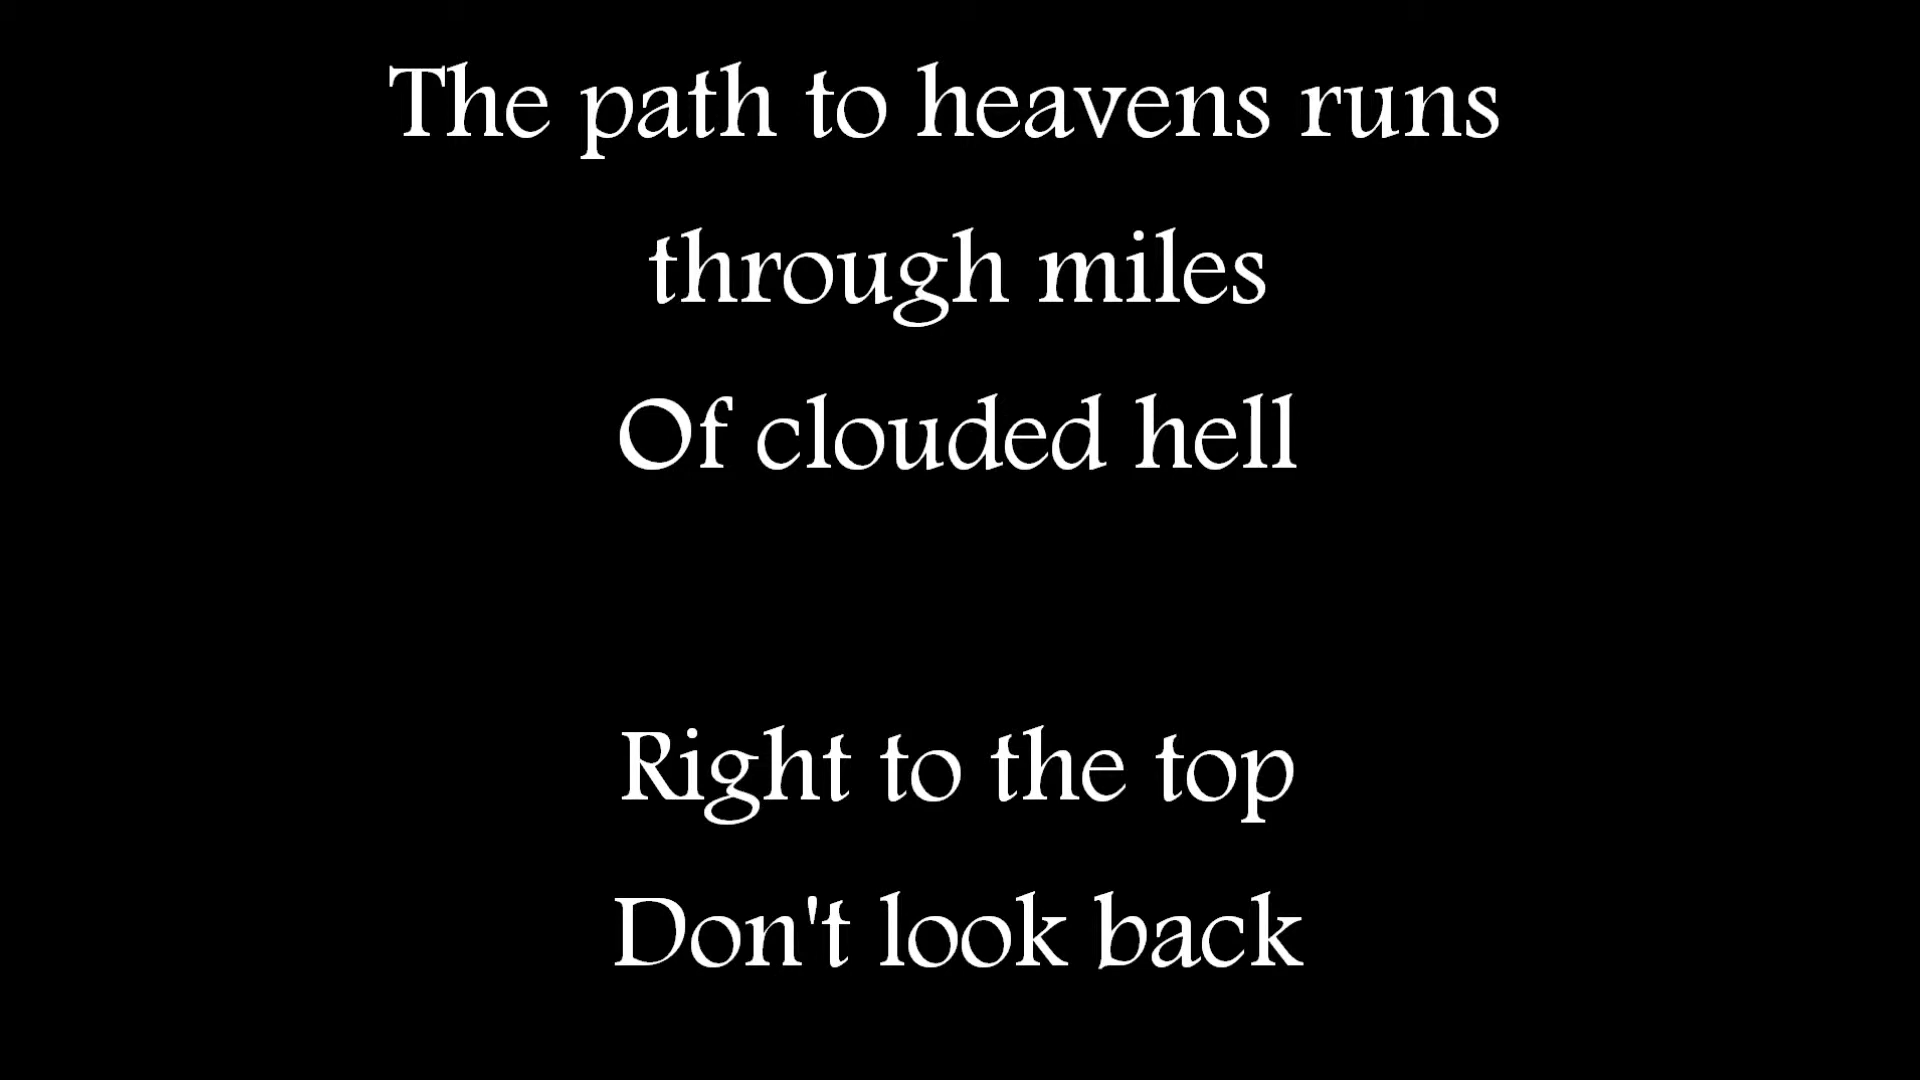 The path to heavens runs
through miles
Of clouded hell
Right to the top
Don't look back